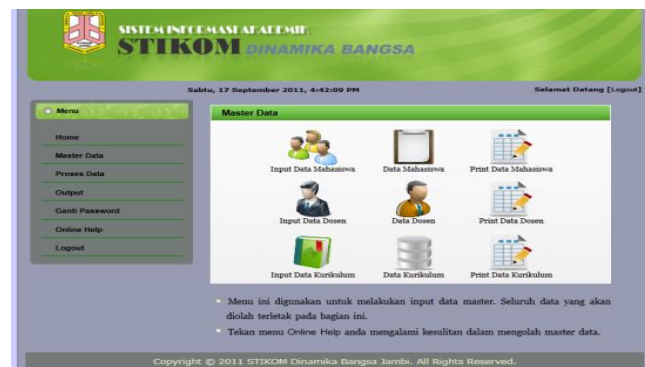 SISTEM INFORMASI AKADEMIK
STIKOM DINAMIKA BANGSA
Sabtu, 17 September 2011, 4:42:09 PM
Selamat Datang [Logout]
Menu
Home
Master Data
Proses Data
Output
Ganti Password
Online Help
Logout
Master Data
Input Data Mahasiswa Data Mahasiswa Print Data Mahasiswa
Input Data Dosen Data Dosen Print Data Dosen
Input Data Kurikulum Data Kurikulum Print Data Kurikulum
Menu ini digunakan untuk melakukan input data master. Seluruh data yang akan
diolah terletak pada bagian ini.
Tekan menu Online Help anda mengalami kesulitan dalam mengolah master data.
Copyright © 2011 STIKOM Dinamika Bangsa Jambi. All Rights Reserved.